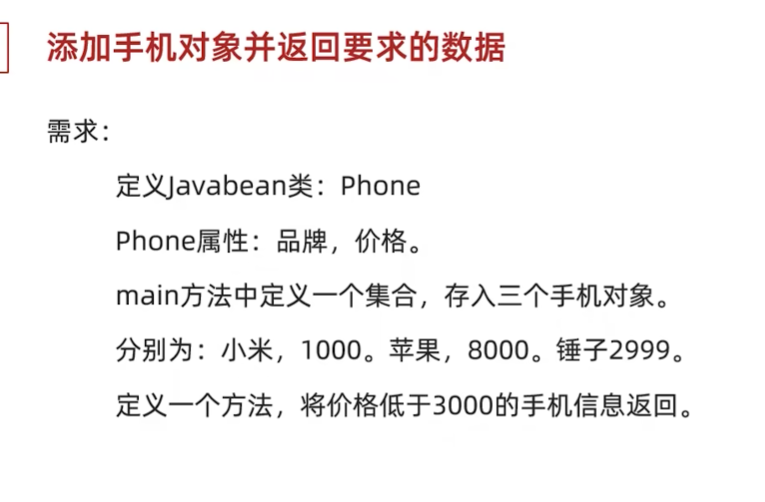 添加手机对象并返回要求的数据
需求：
定义Javabean类：Phone
Phone属性：品牌，价格。
main方法中定义一个集合，存入三个手机对象。
分别为：小米，1000。苹果，8000。锤子2999。
定义一个方法，将价格低于3000的手机信息返回。